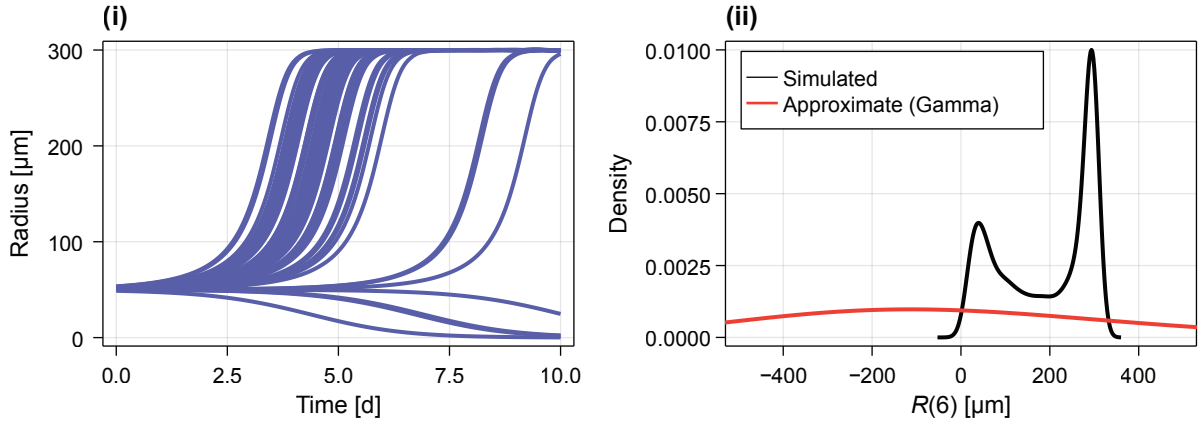 (i)
300
200
100
0
Radius [µm]
0.0
2.5
5.0
7.5
10.0
Time [d]
(ii)
Simulated
Approximate (Gamma)
0.0100
0.0075
0.0050
0.0025
0.0000
Density
−400
−200
0
200
400
R(6) [µm]